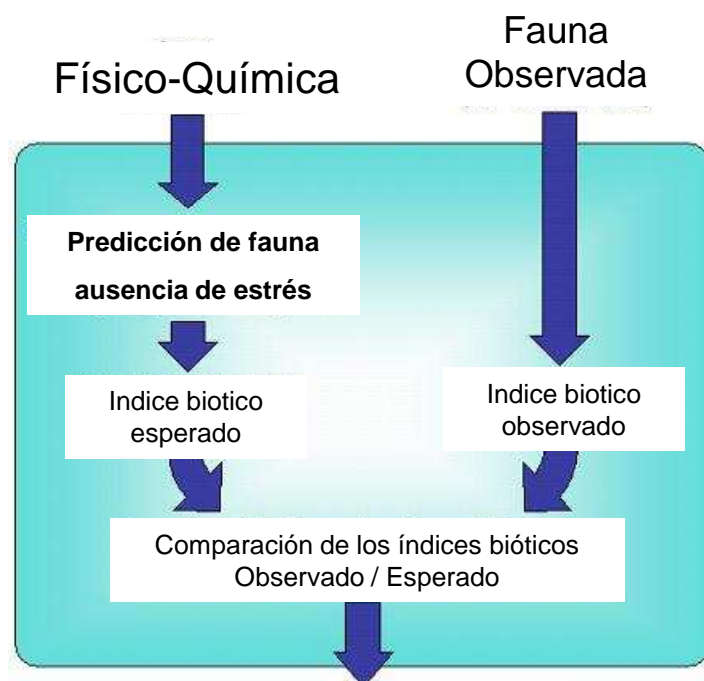 Físico-Química
Fauna
Observada
Predicción de fauna
ausencia de estrés
Indice biotico
esperado
Indice biotico
observado
Comparación de los índices bióticos
Observado / Esperado